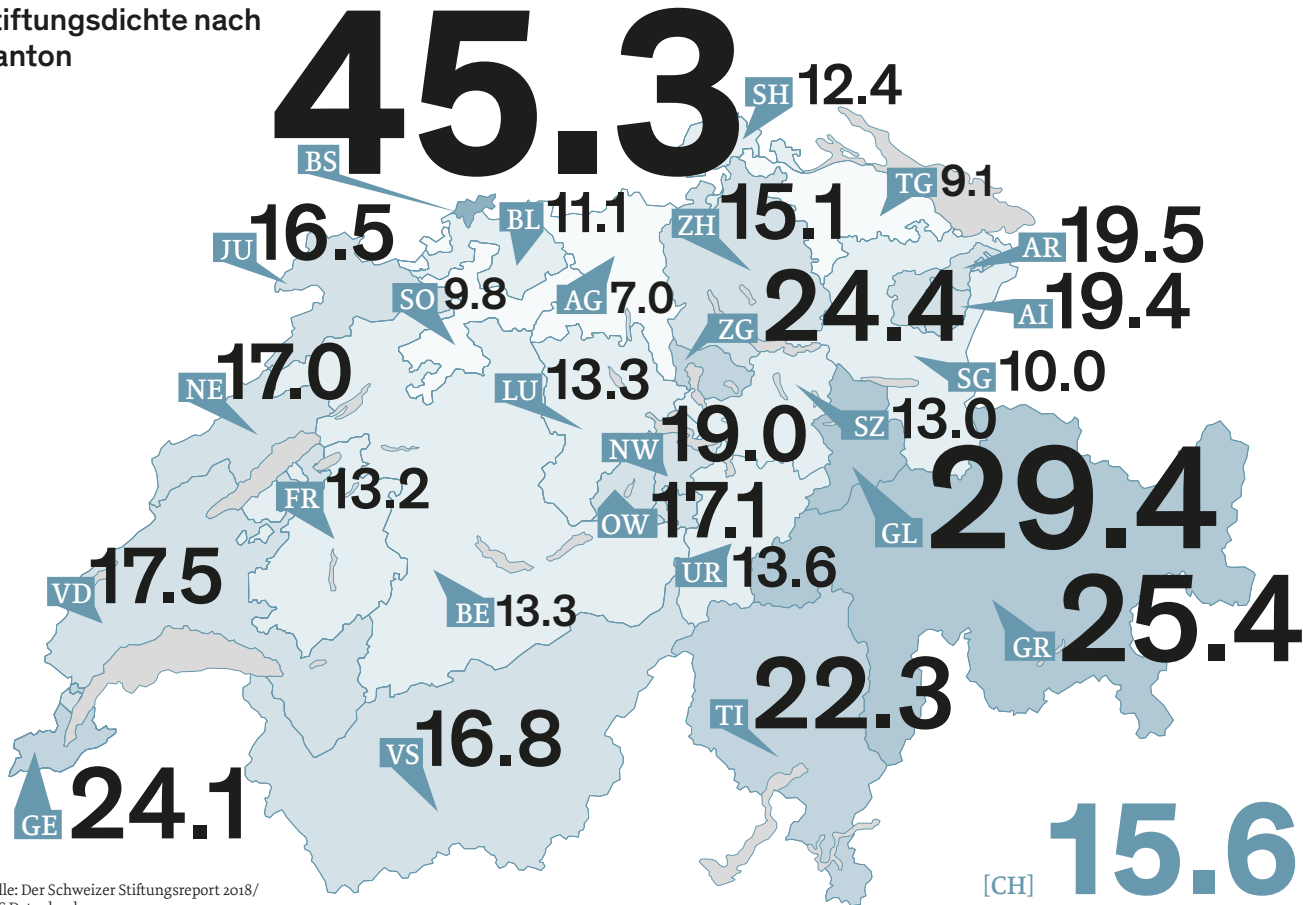 tiftungsdichte nach
anton
BS 45.3
SH 12.4
TG 9.1
JU 16.5
BL 11.1
ZH 15.1
AR 19.5
SO 9.8
AG 7.0
ZG 24.4
AI 19.4
NE 17.0
LU 13.3
SG 10.0
NW 19.0
SZ 13.0
FR 13.2
OW 17.1
GL 29.4
VD 17.5
BE 13.3
UR 13.6
GR 25.4
TI 22.3
VS 16.8
GE 24.1
[CH] 15.6
lle: Der Schweizer Stiftungsreport 2018/